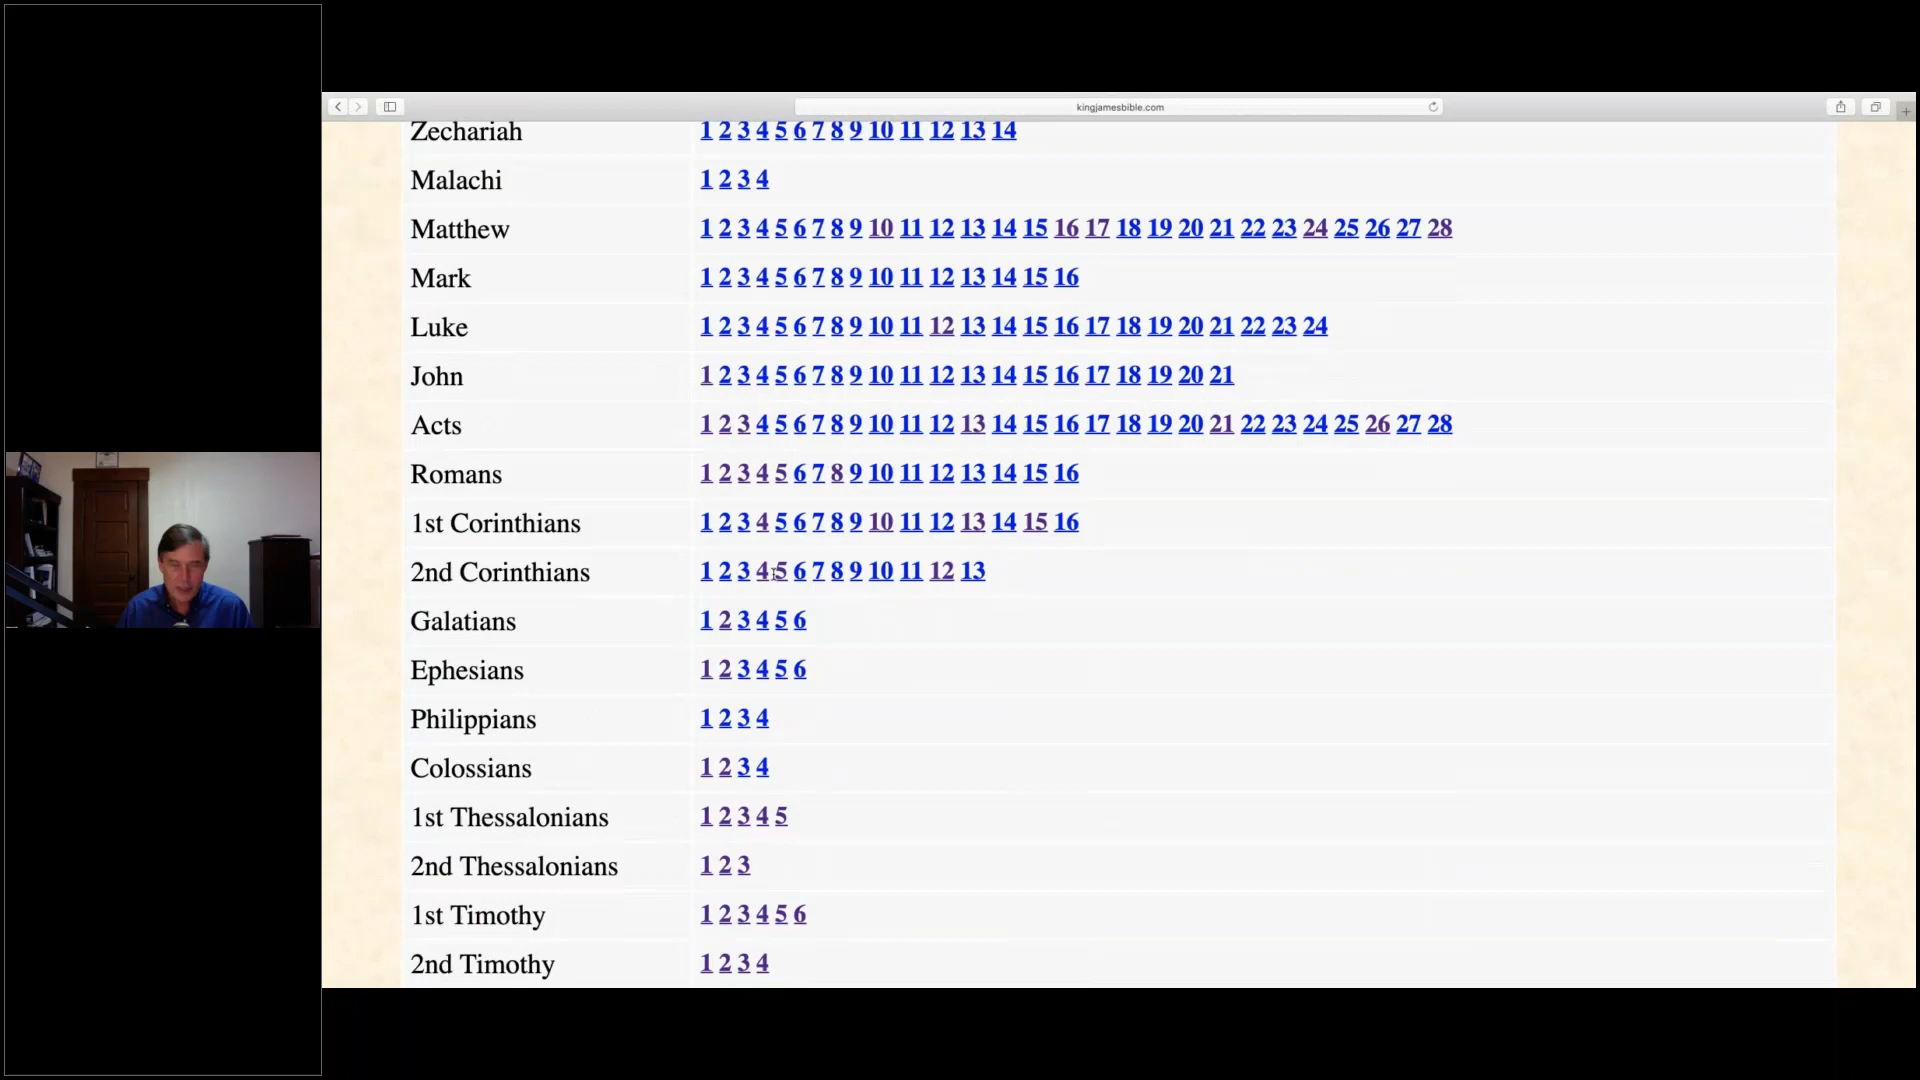 kingjamesbible.com
Zechariah 1 2 3 4 5 6 7 8 9 10 11 12 13 14
Malachi 1 2 3 4
Matthew 1 2 3 4 5 6 7 8 9 10 11 12 13 14 15 16 17 18 19 20 21 22 23 24 25 26 27 28
Mark 1 2 3 4 5 6 7 8 9 10 11 12 13 14 15 16
Luke 1 2 3 4 5 6 7 8 9 10 11 12 13 14 15 16 17 18 19 20 21 22 23 24
John 1 2 3 4 5 6 7 8 9 10 11 12 13 14 15 16 17 18 19 20 21
Acts 1 2 3 4 5 6 7 8 9 10 11 12 13 14 15 16 17 18 19 20 21 22 23 24 25 26 27 28
Romans 1 2 3 4 5 6 7 8 9 10 11 12 13 14 15 16
1st Corinthians 1 2 3 4 5 6 7 8 9 10 11 12 13 14 15 16
2nd Corinthians 1 2 3 4 5 6 7 8 9 10 11 12 13
Galatians 1 2 3 4 5 6
Ephesians 1 2 3 4 5 6
Philippians 1 2 3 4
Colossians 1 2 3 4
1st Thessalonians 1 2 3 4 5
2nd Thessalonians 1 2 3
1st Timothy 1 2 3 4 5 6
2nd Timothy 1 2 3 4